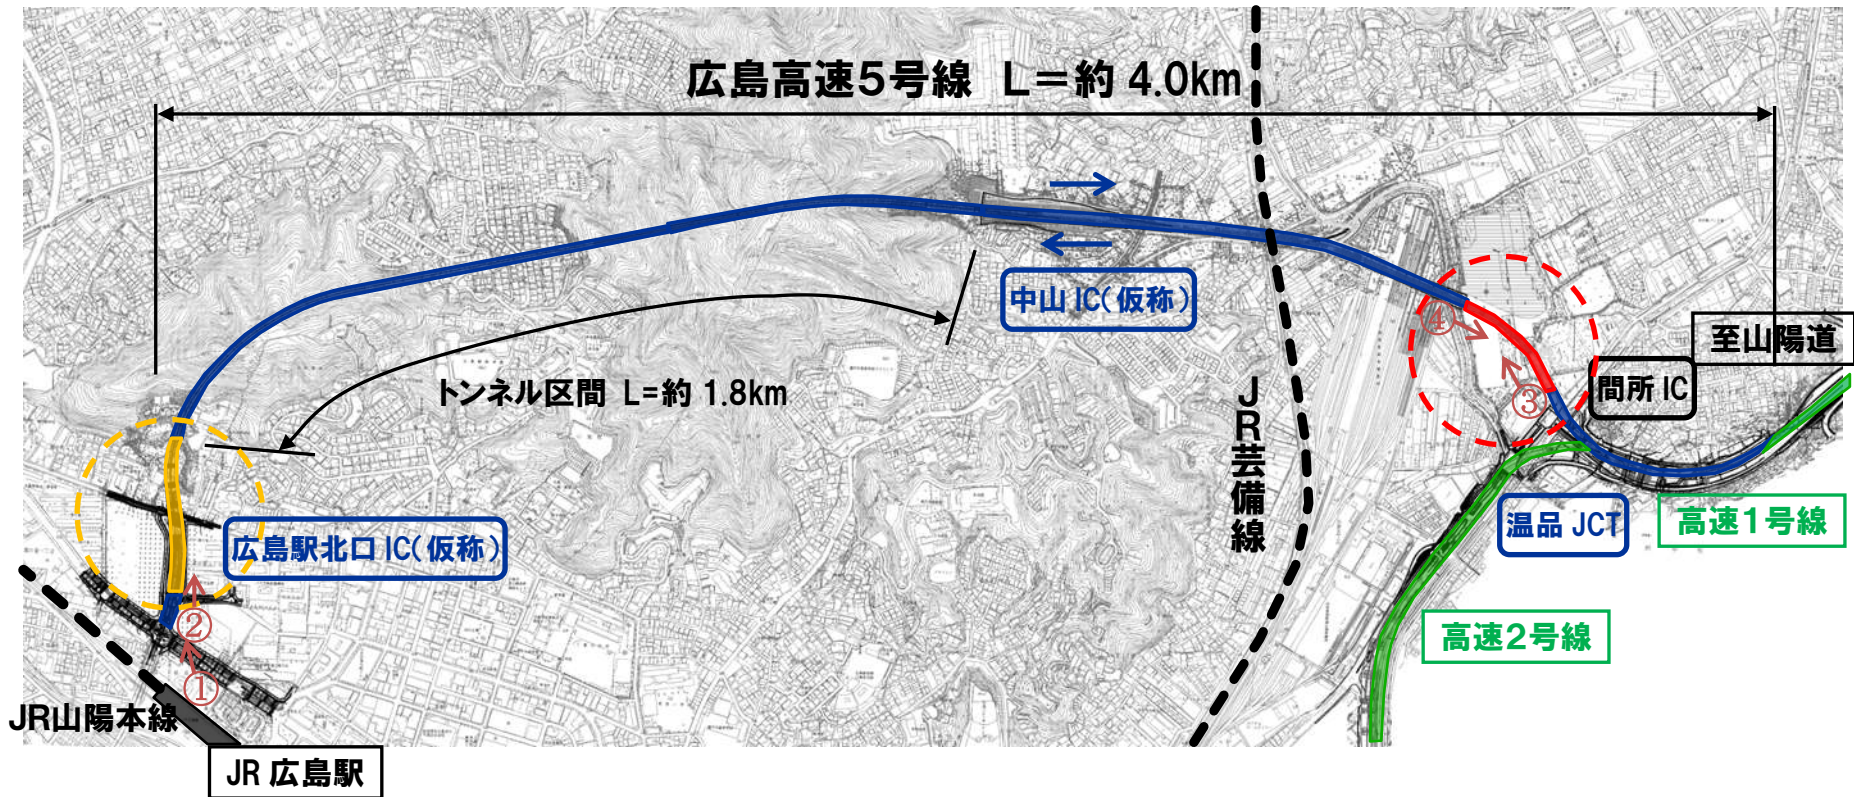 広島高速5号線 L=約 4.0km
中山 IC(仮称)
④
至山陽道
トンネル区間 L=約 1.8km
間所 IC
③
JR芸備線
広島駅北口 IC(仮称)
温品 JCT
高速1号線
②
高速2号線
①
JR山陽本線
JR 広島駅